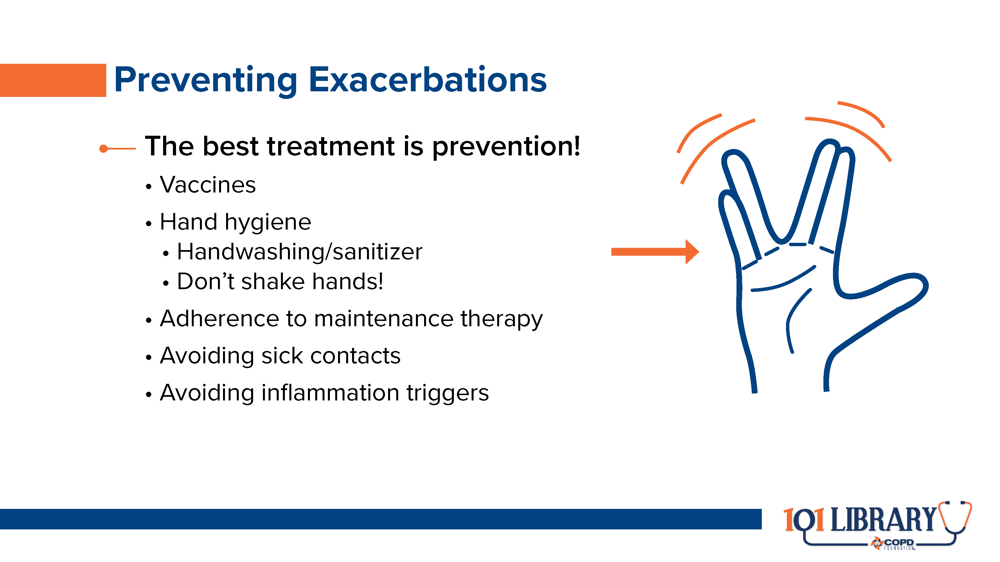 Preventing Exacerbations
The best treatment is prevention!
• Vaccines
• Hand hygiene
• Handwashing/sanitizer
• Don’t shake hands!
• Adherence to maintenance therapy
• Avoiding sick contacts
• Avoiding inflammation triggers
101 LIBRARY
COPD
FOUNDATION®